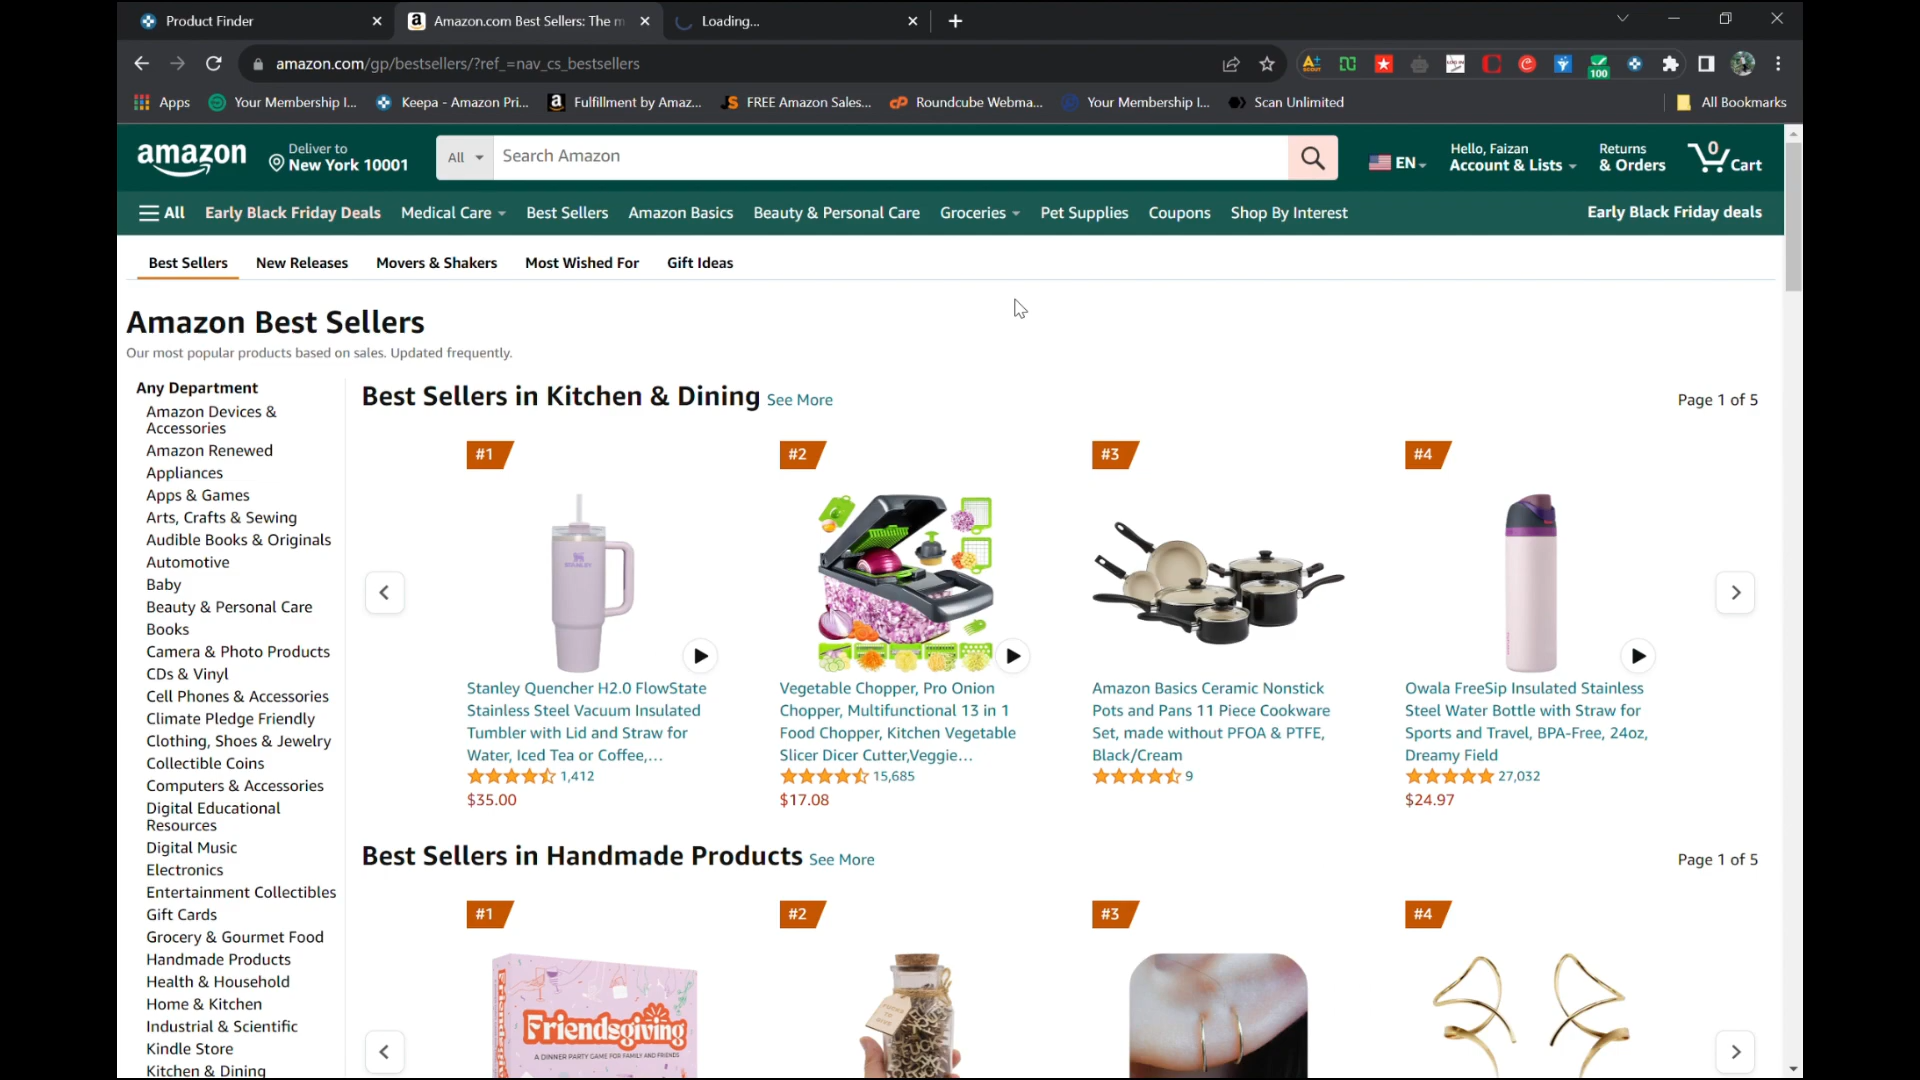 Product Finder
Amazon.com Best Sellers: The m
Loading...
amazon.com/gp/bestsellers/?ref_=nav_cs_bestsellers
100
Apps
Your Membership I...
Keepa - Amazon Pri...
Fulfillment by Amaz...
FREE Amazon Sales...
Roundcube Webma...
Your Membership I...
Scan Unlimited
All Bookmarks
amazon
Deliver to
New York 10001
All
Search Amazon
EN
Hello, Faizan
Account & Lists
Returns
& Orders
0
Cart
All
Early Black Friday Deals
Medical Care
Best Sellers
Amazon Basics
Beauty & Personal Care
Groceries
Pet Supplies
Coupons
Shop By Interest
Early Black Friday deals
Best Sellers
New Releases
Movers & Shakers
Most Wished For
Gift Ideas
Amazon Best Sellers
Our most popular products based on sales. Updated frequently.
Any Department
Amazon Devices &
Accessories
Amazon Renewed
Appliances
Apps & Games
Arts, Crafts & Sewing
Audible Books & Originals
Automotive
Baby
Beauty & Personal Care
Books
Camera & Photo Products
CDs & Vinyl
Cell Phones & Accessories
Climate Pledge Friendly
Clothing, Shoes & Jewelry
Collectible Coins
Computers & Accessories
Digital Educational
Resources
Digital Music
Electronics
Entertainment Collectibles
Gift Cards
Grocery & Gourmet Food
Handmade Products
Health & Household
Home & Kitchen
Industrial & Scientific
Kindle Store
Kitchen & Dining
Best Sellers in Kitchen & Dining See More
Page 1 of 5
#1
Stanley Quencher H2.0 FlowState
Stainless Steel Vacuum Insulated
Tumbler with Lid and Straw for
Water, Iced Tea or Coffee,...
1,412
$35.00
#2
Vegetable Chopper, Pro Onion
Chopper, Multifunctional 13 in 1
Food Chopper, Kitchen Vegetable
Slicer Dicer Cutter,Veggie...
15,685
$17.08
#3
Amazon Basics Ceramic Nonstick
Pots and Pans 11 Piece Cookware
Set, made without PFOA & PTFE,
Black/Cream
9
#4
Owala FreeSip Insulated Stainless
Steel Water Bottle with Straw for
Sports and Travel, BPA-Free, 24oz,
Dreamy Field
27,032
$24.97
Best Sellers in Handmade Products See More
Page 1 of 5
#1
Friendsgiving
A DINNER PARTY GAME FOR FAMILY AND FRIENDS
#2
#3
#4